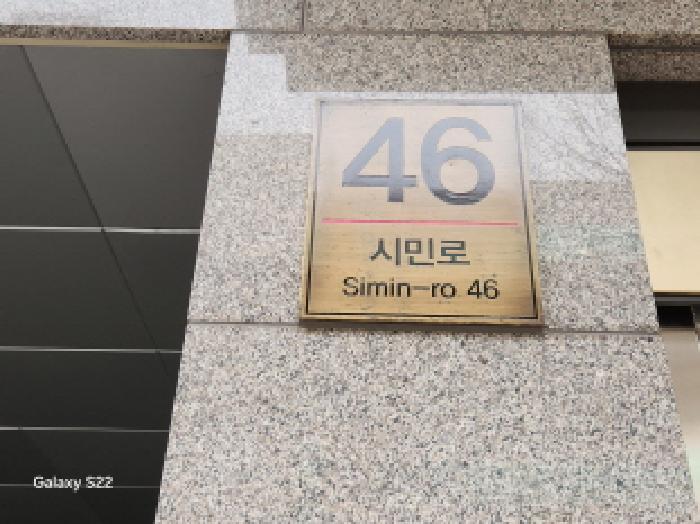 46
시민로
Simin-ro 46
Galaxy S22